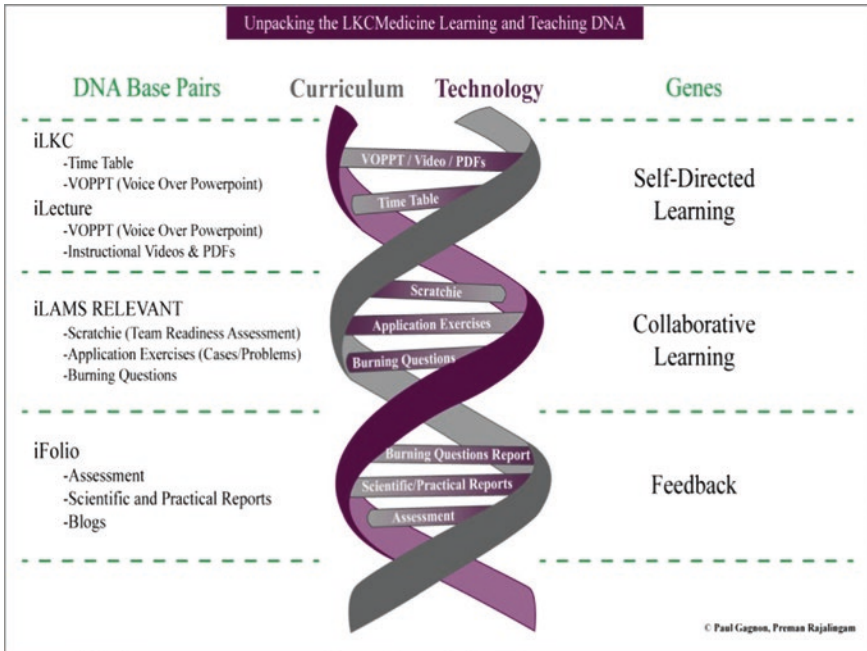 Unpacking the LKCMedicine Learning and Teaching DNA
DNA Base Pairs
Curriculum
Technology
Genes
iLKC
-Time Table
-VOPPT (Voice Over Powerpoint)
iLecture
-VOPPT (Voice Over Powerpoint)
-Instructional Videos & PDFs
VOPPT / Video / PDFs
Time Table
Self-Directed
Learning
iLAMS RELEVANT
-Scratchie (Team Readiness Assessment)
-Application Exercises (Cases/Problems)
-Burning Questions
Scratchie
Application Exercises
Burning Questions
Collaborative
Learning
iFolio
-Assessment
-Scientific and Practical Reports
-Blogs
Burning Questions Report
Scientific/Practical Reports
Assessment
Feedback
© Paul Gagnon, Preman Rajalingam